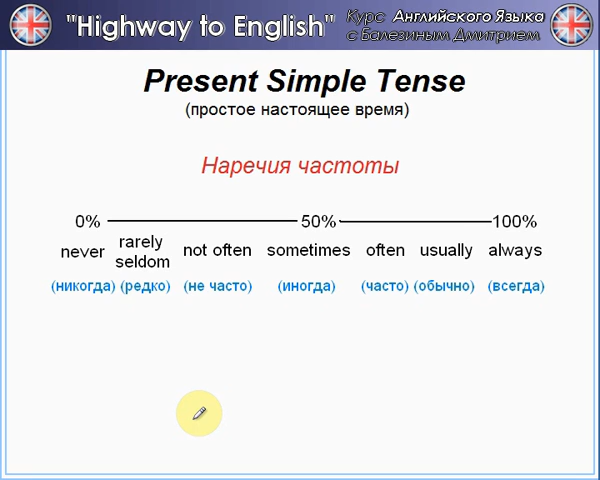 "Highway to English"
Курс Английского Языка
с Балезиным Дмитрием
Present Simple Tense
(простое настоящее время)
Наречия частоты
0% 50% 100%
never rarely seldom not often sometimes often usually always
(никогда) (редко) (не часто) (иногда) (часто) (обычно) (всегда)